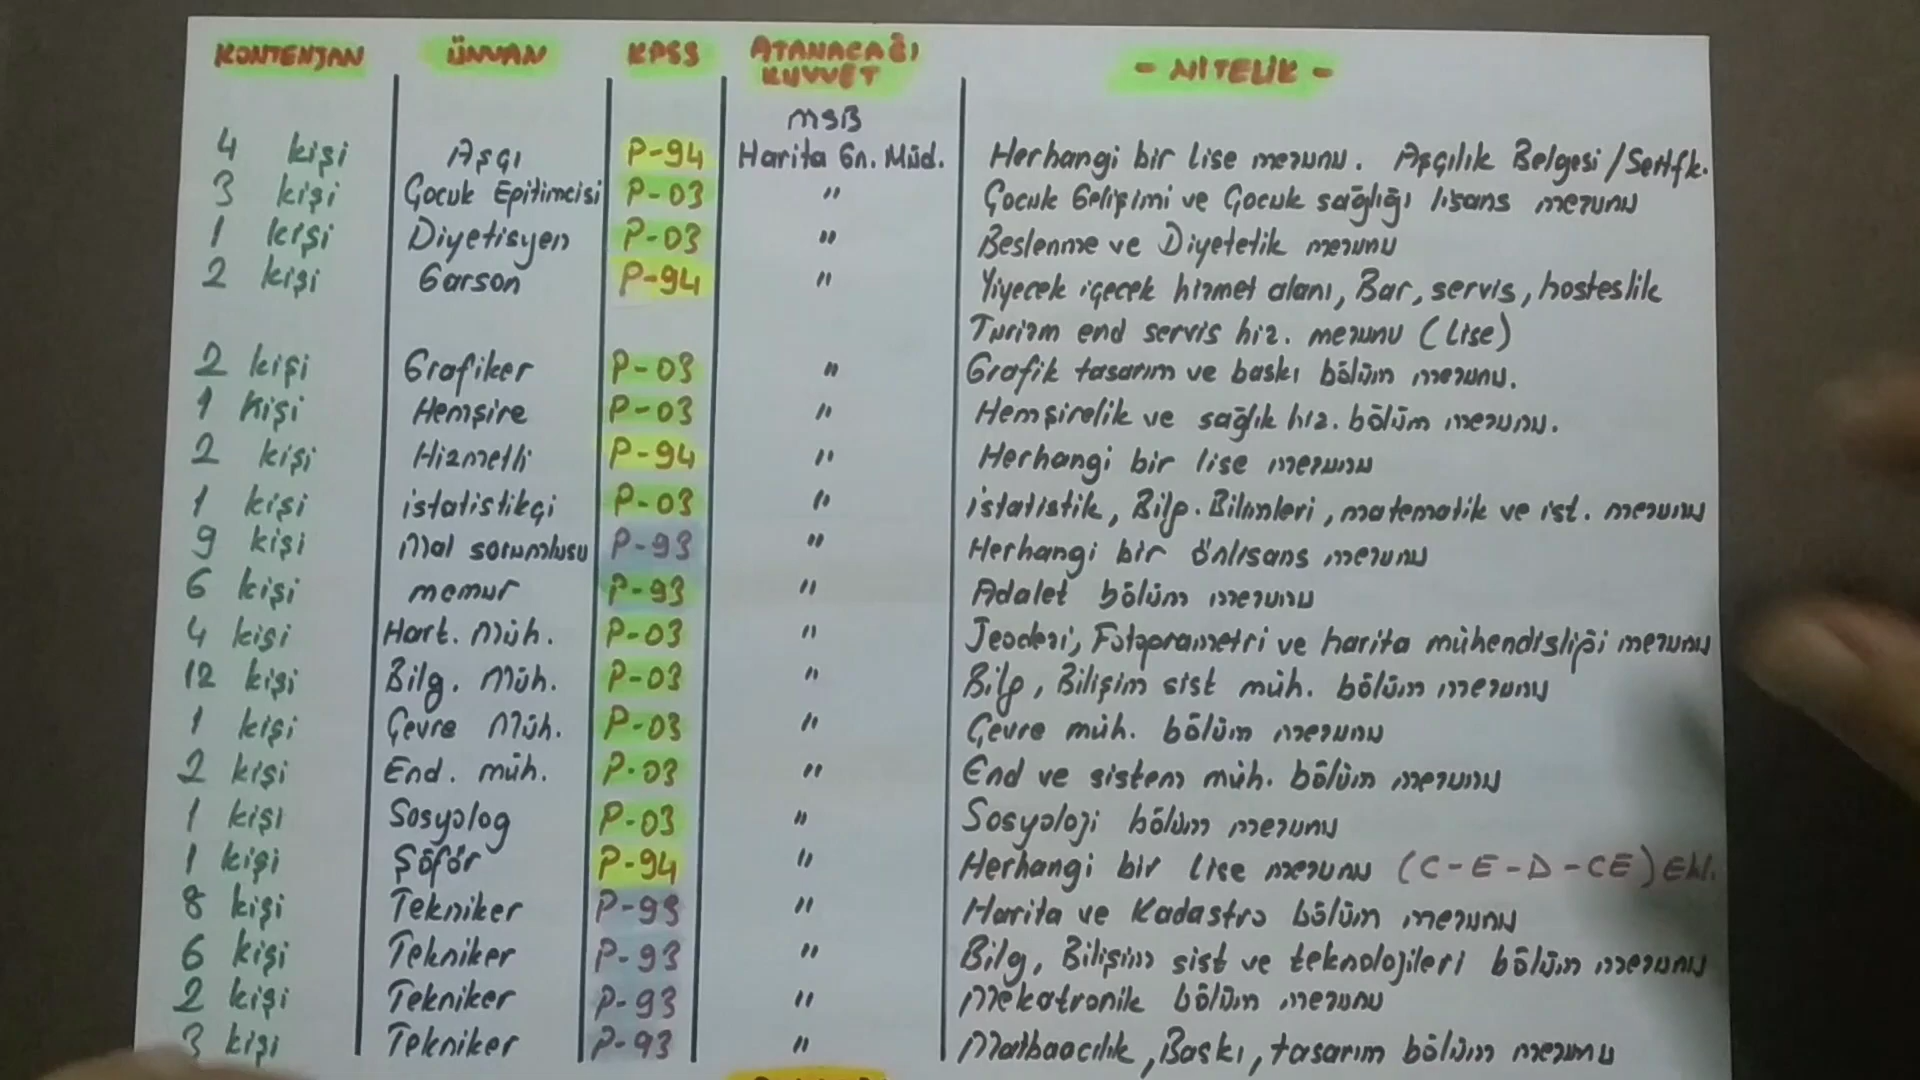 KONTENJAN ÜNVAN KPSS ATANACAĞI KUVVET - NİTELİK -
MSB
4 kişi Aşçı P-94 Harita Gn. Müd. Herhangi bir lise mezunu. Aşçılık Belgesi/Sertfk.
3 kişi Çocuk Eğitimcisi P-03 " Çocuk Gelişimi ve Çocuk sağlığı lisans mezunu
1 kişi Diyetisyen P-03 " Beslenme ve Diyetetik mezunu
2 kişi Garson P-94 " Yiyecek içecek hizmet alanı, Bar, servis, hosteslik
Turizm end servis hiz. mezunu (Lise)
2 kişi Grafiker P-03 " Grafik tasarım ve baskı bölüm mezunu.
1 Kişi Hemşire P-03 " Hemşirelik ve sağlık hiz. bölüm mezunu.
2 kişi Hizmetli P-94 " Herhangi bir lise mezunu
1 kişi istatistikçi P-03 " istatistik, Bilg. Bilimleri, matematik ve ist. mezunu
9 kişi Mal sorumlusu P-93 " Herhangi bir önlisans mezunu
6 kişi memur P-93 " Adalet bölüm mezunu
4 kişi Hart. Müh. P-03 " Jeodezi, Fotogrametri ve harita mühendisliği mezunu
12 kişi Bilg. Müh. P-03 " Bilg, Bilişim sist müh. bölüm mezunu
1 kişi Çevre Müh. P-03 " Çevre müh. bölüm mezunu
2 kişi End. müh. P-03 " End ve sistem müh. bölüm mezunu
1 kişi Sosyolog P-03 " Sosyoloji bölüm mezunu
1 kişi Şöför P-94 " Herhangi bir lise mezunu (C-E-D-CE) Ehl.
8 kişi Tekniker P-93 " Harita ve Kadastro bölüm mezunu
6 kişi Tekniker P-93 " Bilg, Bilişim sist ve teknolojileri bölüm mezunu
2 kişi Tekniker P-93 " Mekatronik bölüm mezunu
3 kişi Tekniker P-93 " Matbaacılık, Baskı, tasarım bölüm mezunu